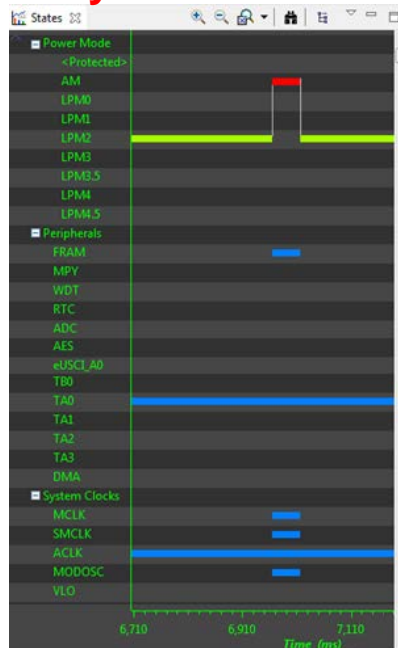 States
Power Mode
<Protected>
AM
LPM0
LPM1
LPM2
LPM3
LPM3.5
LPM4
LPM4.5
Peripherals
FRAM
MPY
WDT
RTC
ADC
AES
eUSCI_A0
TB0
TA0
TA1
TA2
TA3
DMA
System Clocks
MCLK
SMCLK
ACLK
MODOSC
VLO
6,710 6,910 7,110
Time (ms)